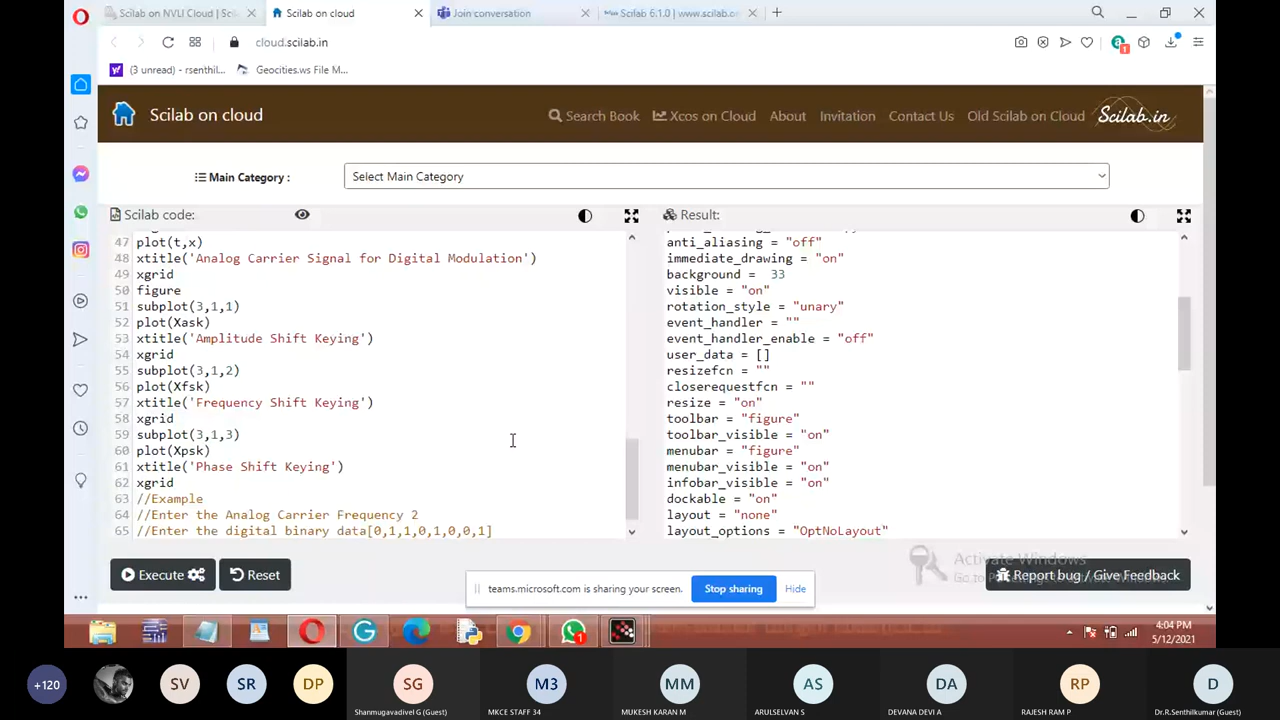 Scilab on NVLI Cloud | Sci
Scilab on cloud
Join conversation
Scilab 6.1.0 | www.scilab.o
cloud.scilab.in
(3 unread) - rsenthil...
Geocities.ws File M...
Scilab on cloud
Search Book
Xcos on Cloud
About
Invitation
Contact Us
Old Scilab on Cloud
Scilab.in
Main Category :
Select Main Category
Scilab code:
Result:
47 plot(t,x)
48 xtitle('Analog Carrier Signal for Digital Modulation')
49 xgrid
50 figure
51 subplot(3,1,1)
52 plot(Xask)
53 xtitle('Amplitude Shift Keying')
54 xgrid
55 subplot(3,1,2)
56 plot(Xfsk)
57 xtitle('Frequency Shift Keying')
58 xgrid
59 subplot(3,1,3)
60 plot(Xpsk)
61 xtitle('Phase Shift Keying')
62 xgrid
63 //Example
64 //Enter the Analog Carrier Frequency 2
65 //Enter the digital binary data[0,1,1,0,1,0,0,1]
anti_aliasing = "off"
immediate_drawing = "on"
background = 33
visible = "on"
rotation_style = "unary"
event_handler = ""
event_handler_enable = "off"
user_data = []
resizefcn = ""
closerequestfcn = ""
resize = "on"
toolbar = "figure"
toolbar_visible = "on"
menubar = "figure"
menubar_visible = "on"
infobar_visible = "on"
dockable = "on"
layout = "none"
layout_options = "OptNoLayout"
Activate Windows
Execute
Reset
Report bug / Give Feedback
teams.microsoft.com is sharing your screen.
Stop sharing
Hide
4:04 PM
5/12/2021
+120
SV
SR
DP
SG
M3
MM
AS
DA
RP
D
Shanmugavadivel G (Guest)
MKCE STAFF 34
MUKESH KARAN M
ARULSELVAN S
DEVANA DEVI A
RAJESH RAM P
Dr.R.Senthilkumar (Guest)